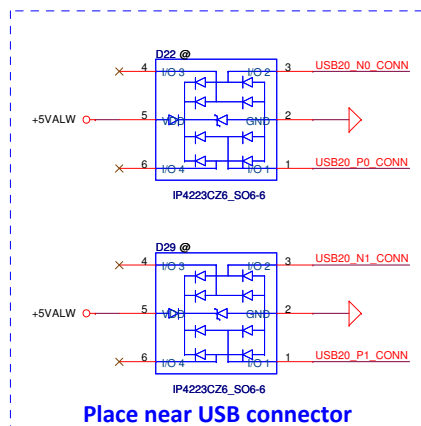 D22 @
4 I/O 3 I/O 2 3 USB20_N0_CONN
+5VALW 5 VDD GND 2
6 I/O 4 I/O 1 1 USB20_P0_CONN
IP4223CZ6_SO6-6
D29 @
4 I/O 3 I/O 2 3 USB20_N1_CONN
+5VALW 5 VDD GND 2
6 I/O 4 I/O 1 1 USB20_P1_CONN
IP4223CZ6_SO6-6
Place near USB connector